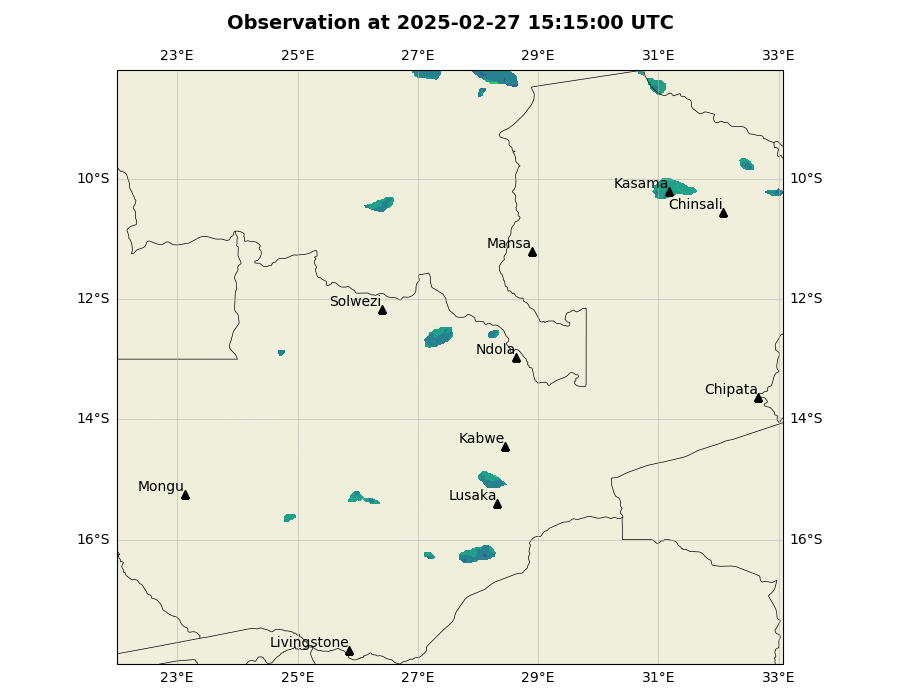 Observation at 2025-02-27 15:15:00 UTC
23°E 25°E 27°E 29°E 31°E 33°E
10°S 10°S
Kasama
Chinsali
Mansa
12°S 12°S
Solwezi
Ndola
Chipata
14°S 14°S
Kabwe
Mongu
Lusaka
16°S 16°S
Livingstone
23°E 25°E 27°E 29°E 31°E 33°E